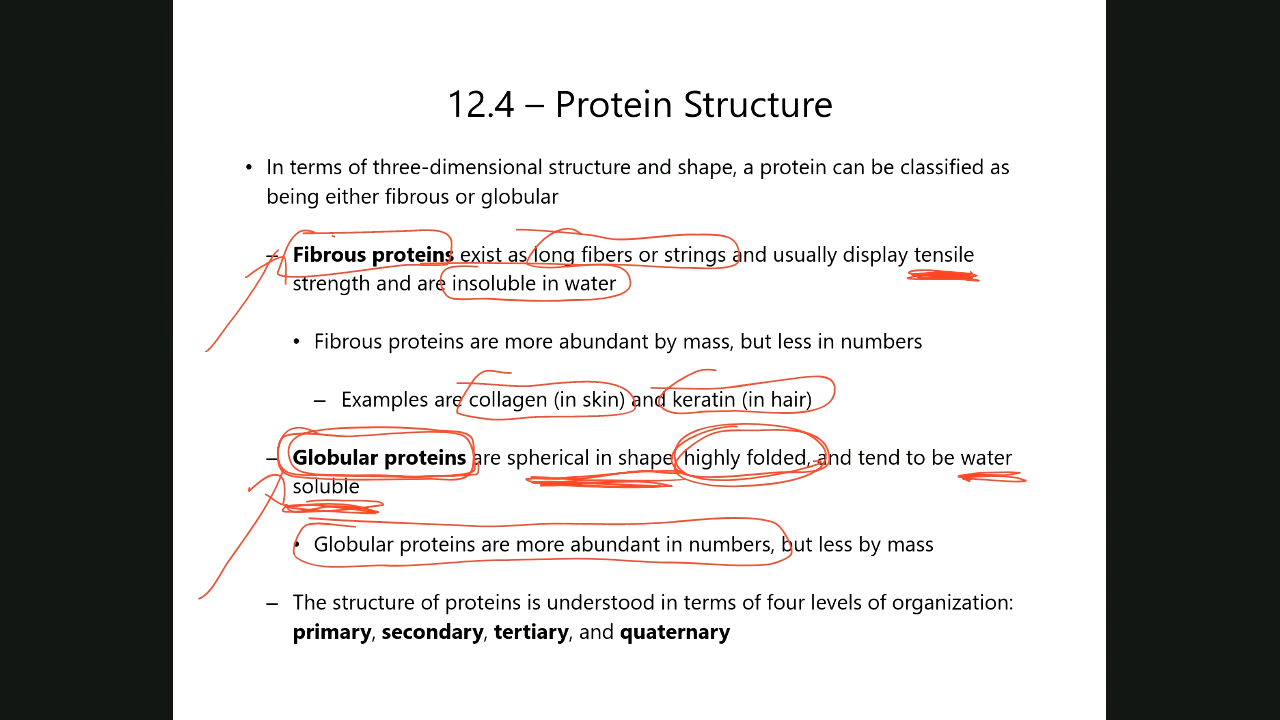 12.4 – Protein Structure
• In terms of three-dimensional structure and shape, a protein can be classified as
being either fibrous or globular
– Fibrous proteins exist as long fibers or strings and usually display tensile
strength and are insoluble in water
• Fibrous proteins are more abundant by mass, but less in numbers
– Examples are collagen (in skin) and keratin (in hair)
– Globular proteins are spherical in shape, highly folded, and tend to be water
soluble
• Globular proteins are more abundant in numbers, but less by mass
– The structure of proteins is understood in terms of four levels of organization:
primary, secondary, tertiary, and quaternary